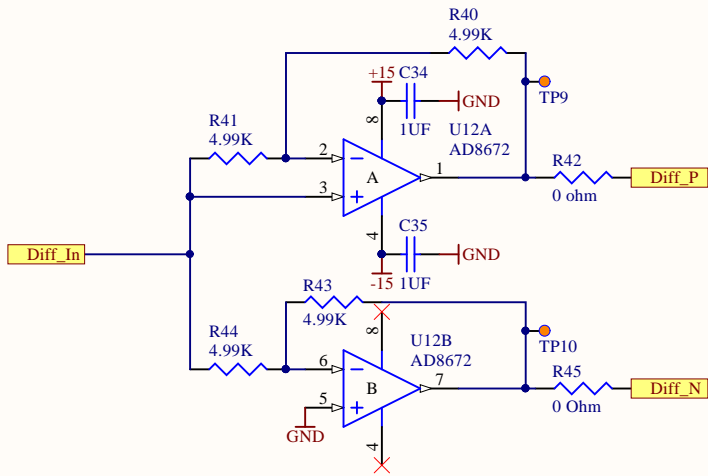 R40
4.99K
+15
C34
GND
TP9
R41
4.99K
8
1UF
U12A
AD8672
2
1
R42
A
3
0 ohm
Diff_P
4
C35
GND
Diff_In
-15
1UF
R43
4.99K
8
U12B
AD8672
TP10
R44
4.99K
6
7
R45
B
5
0 Ohm
Diff_N
GND
4